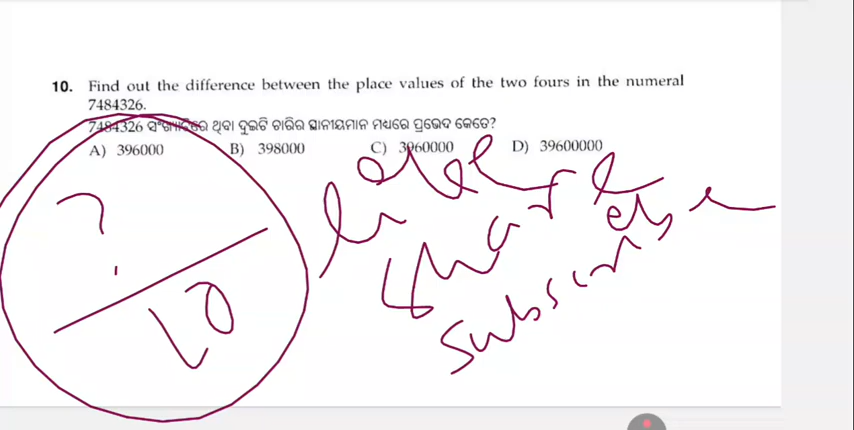 10. Find out the difference between the place values of the two fours in the numeral
7484326.
7484326 ସଂଖ୍ୟାଟିରେ ଥିବା ଦୁଇଟି ଚାରିର ସ୍ଥାନୀୟମାନ ମଧ୍ୟରେ ପ୍ରଭେଦ କେତେ?
A) 396000 B) 398000 C) 3960000 D) 39600000
?
10
like
share
subscribe